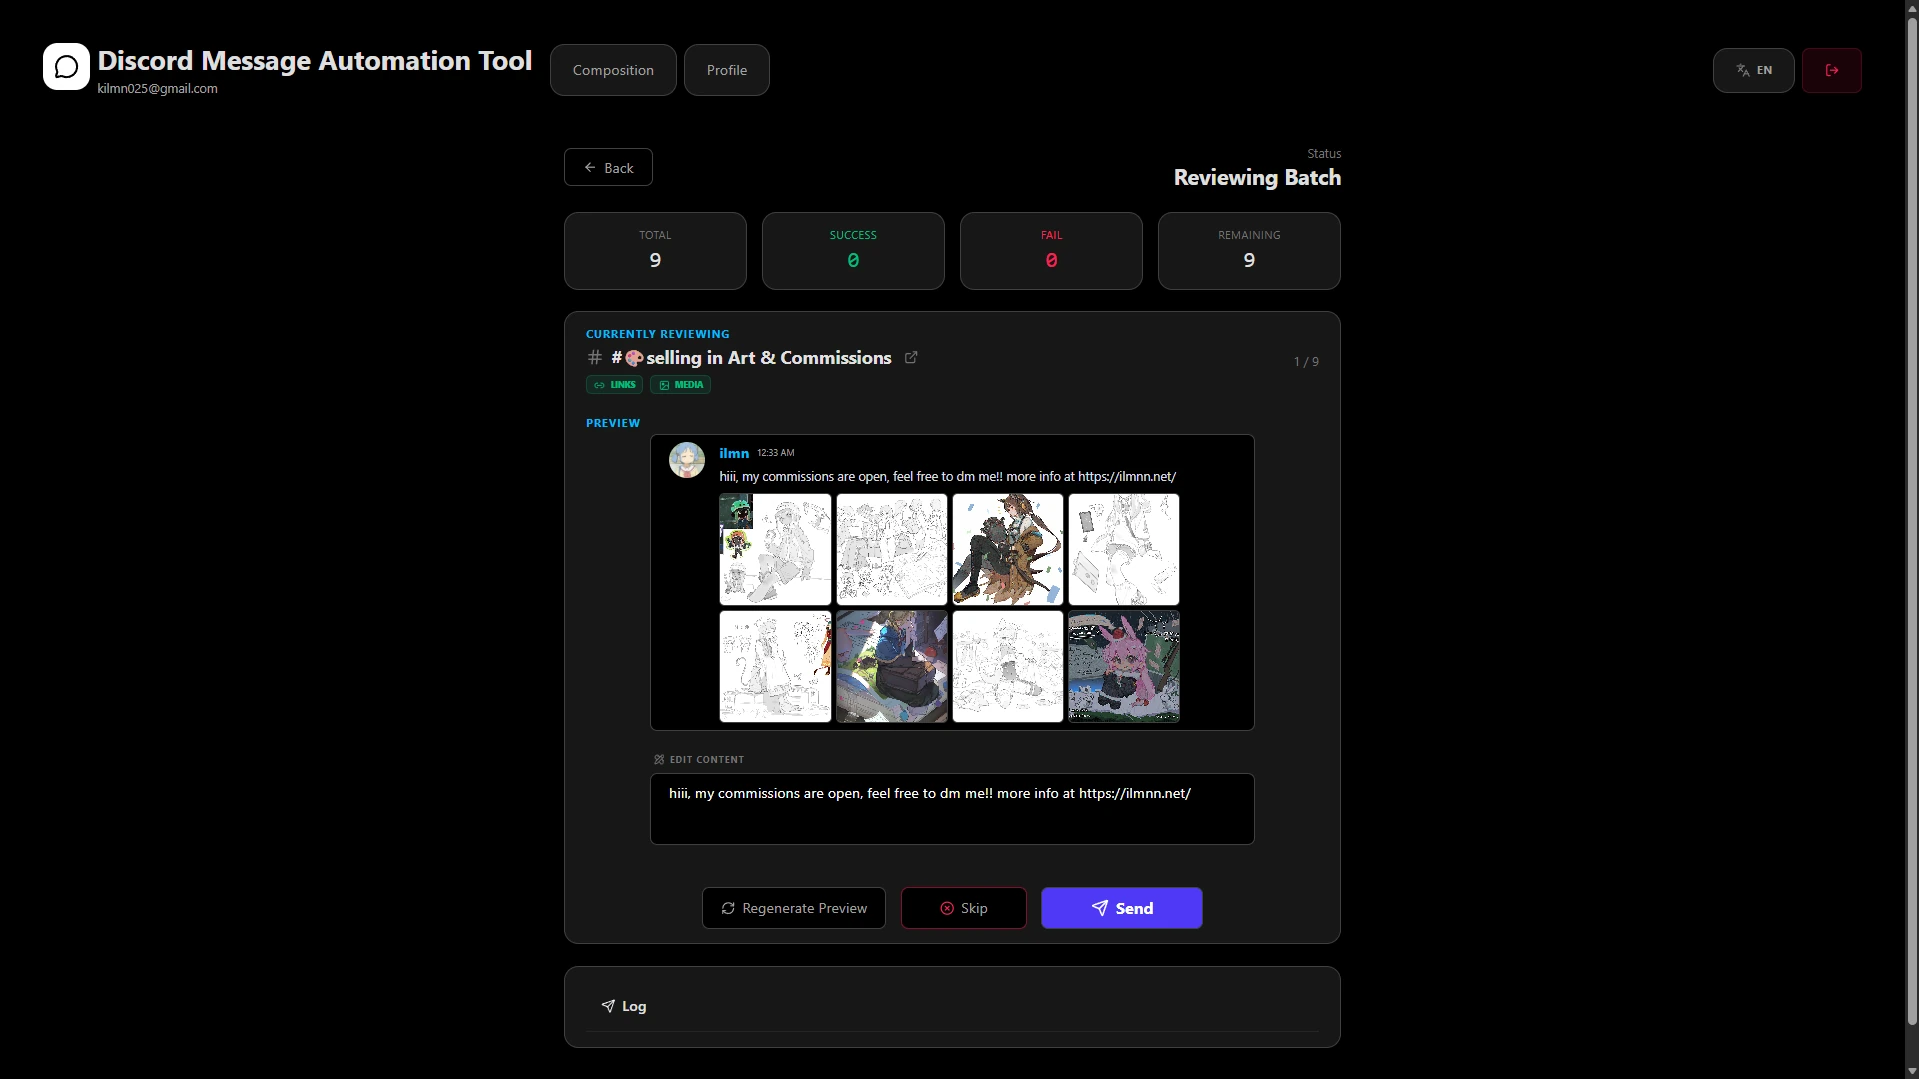 Discord Message Automation Tool
kilmn025@gmail.com
Composition
Profile
EN
Back
Status
Reviewing Batch
TOTAL
9
SUCCESS
0
FAIL
0
REMAINING
9
CURRENTLY REVIEWING
# #🎨selling in Art & Commissions
1 / 9
LINKS
MEDIA
PREVIEW
ilmn 12:33 AM
hiii, my commissions are open, feel free to dm me!! more info at https://ilmnn.net/
EDIT CONTENT
hiii, my commissions are open, feel free to dm me!! more info at https://ilmnn.net/
Regenerate Preview
Skip
Send
Log